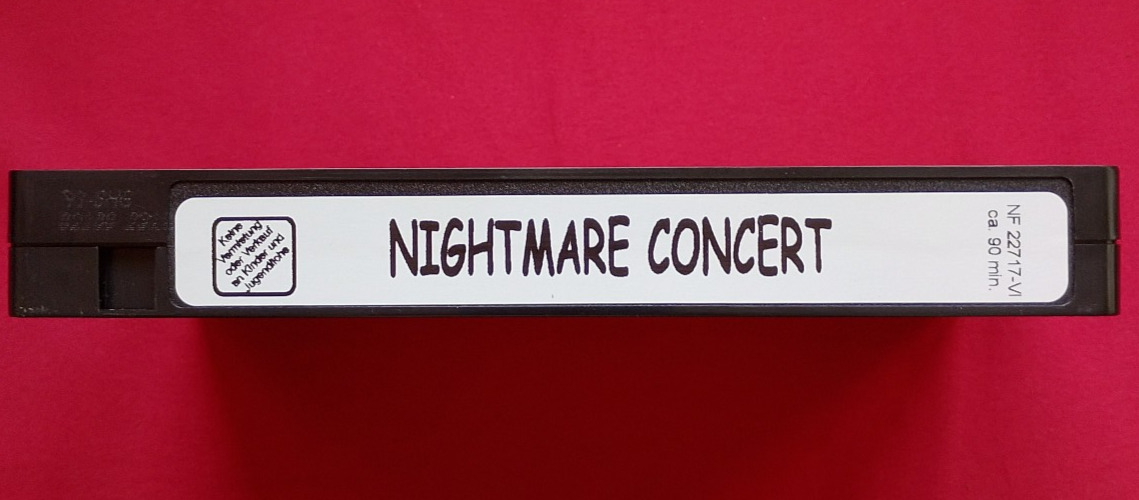 Keine
Vermietung
oder Verkauf
an Kinder und
Jugendliche
NIGHTMARE CONCERT
NF 22717-VI
ca. 90 min.